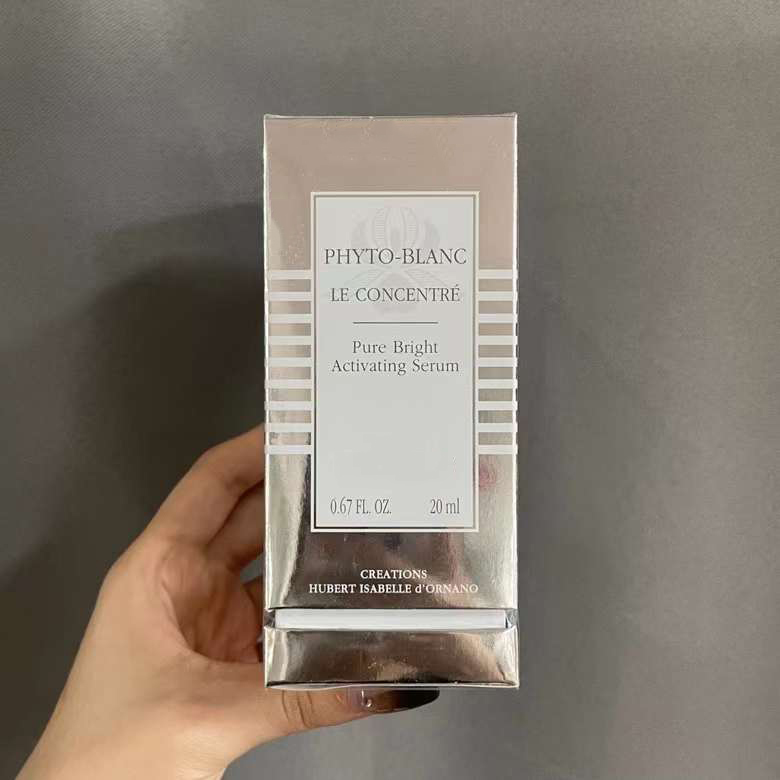 PHYTO-BLANC
LE CONCENTRÉ
Pure Bright
Activating Serum
0.67 FL. OZ. 20 ml
CREATIONS
HUBERT ISABELLE d'ORNANO